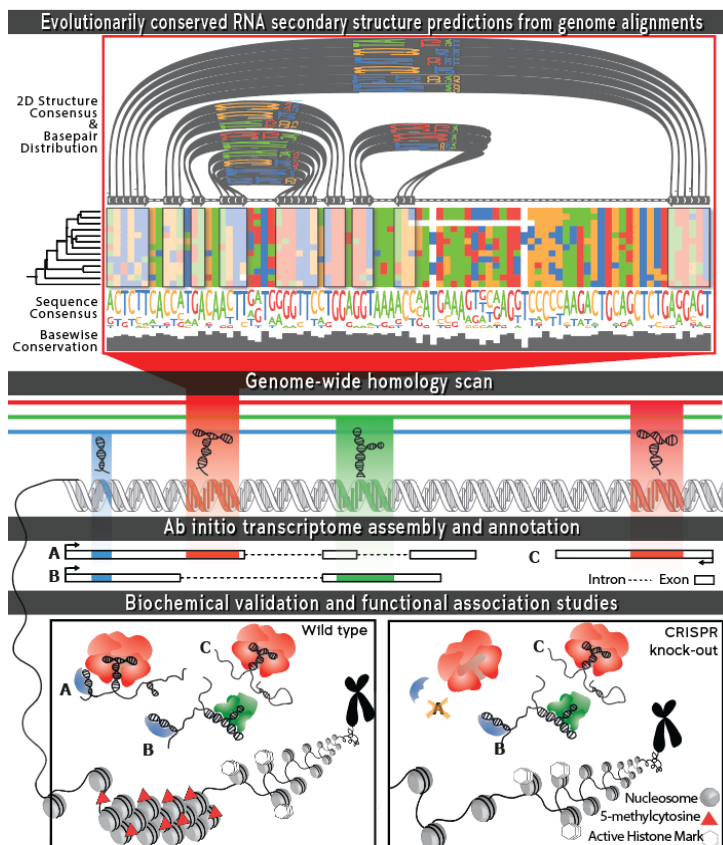 Evolutionarily conserved RNA secondary structure predictions from genome alignments
2D Structure
Consensus
&
Basepair
Distribution
Sequence
Consensus
ACTCTTCACCATGACAACTTGATGGGGTTCCTGGAGGTAAAACCAATGAAAGTGCAGGTTCCCCCAAGACTGCAGCTCTGAGCAGT
Basewise
Conservation
Genome-wide homology scan
Ab initio transcriptome assembly and annotation
A
C
B
Intron ----- Exon
Biochemical validation and functional association studies
Wild type
CRISPR
knock-out
A
C
B
C
A
B
Nucleosome
5-methylcytosine
Active Histone Mark